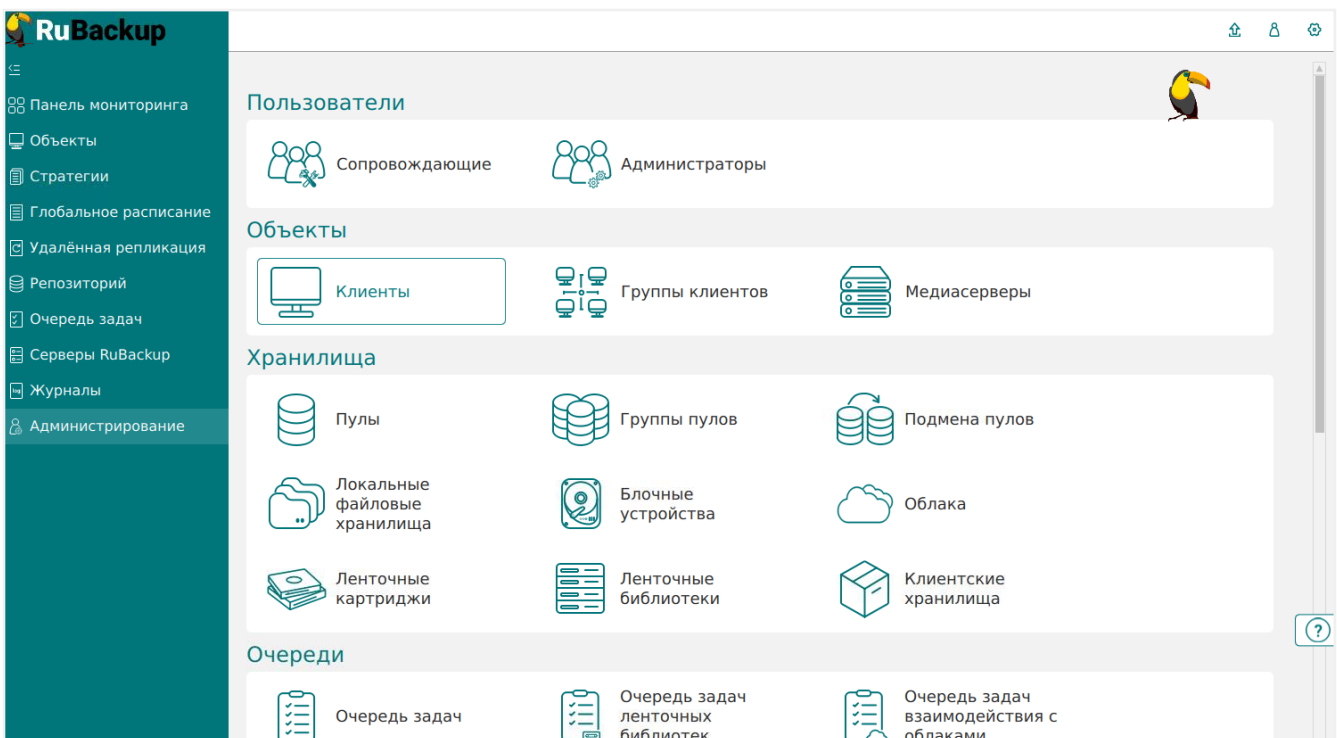 RuBackup
Панель мониторинга
Объекты
Стратегии
Глобальное расписание
Удалённая репликация
Репозиторий
Очередь задач
Серверы RuBackup
Журналы
Администрирование
Пользователи
Сопровождающие
Администраторы
Объекты
Клиенты
Группы клиентов
Медиасерверы
Хранилища
Пулы
Группы пулов
Подмена пулов
Локальные
файловые
хранилища
Блочные
устройства
Облака
Ленточные
картриджи
Ленточные
библиотеки
Клиентские
хранилища
?
Очереди
Очередь задач
Очередь задач
ленточных
библиотек
Очередь задач
взаимодействия с
облаками